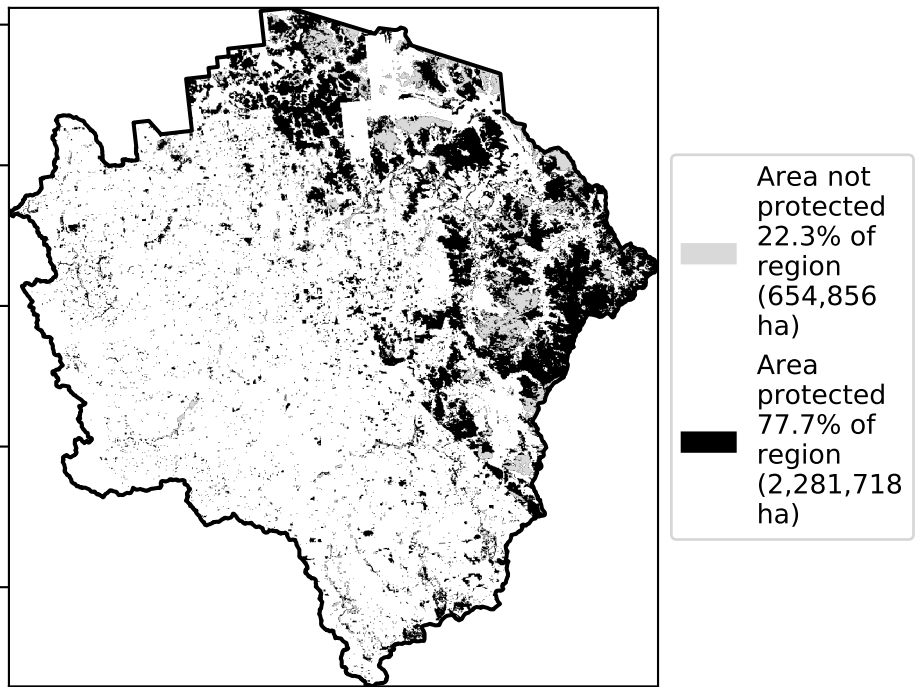 Area not
protected
22.3% of
region
(654,856
ha)
Area
protected
77.7% of
region
(2,281,718
ha)